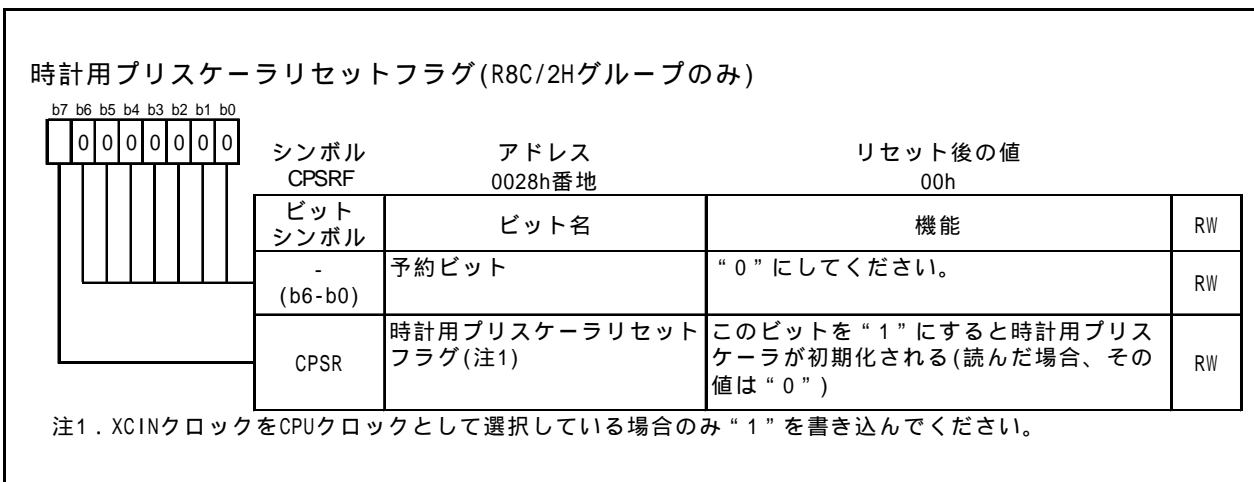 時計用プリスケーラリセットフラグ(R8C/2Hグループのみ)
b7 b6 b5 b4 b3 b2 b1 b0
0 0 0 0 0 0 0
シンボル アドレス リセット後の値
CPSRF 0028h番地 00h
ビット
シンボル
ビット名
機能
RW
-
(b6-b0)
予約ビット
“0”にしてください。
RW
CPSR
時計用プリスケーラリセット
フラグ(注1)
このビットを“1”にすると時計用プリス
ケーラが初期化される(読んだ場合、その
値は“0”)
RW
注1．XCINクロックをCPUクロックとして選択している場合のみ“1”を書き込んでください。